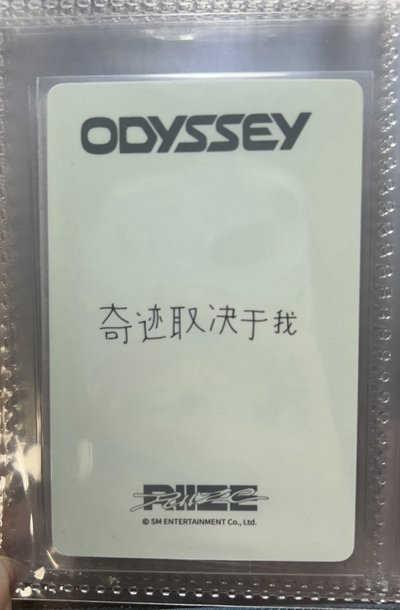 ODYSSEY
奇迹取决于我
RIIZE
© SM ENTERTAINMENT Co., Ltd.